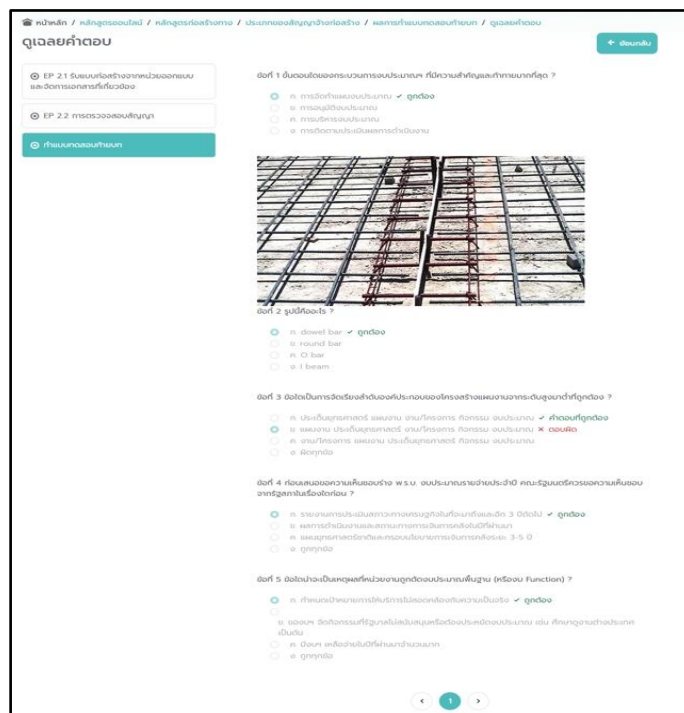 หน้าหลัก / หลักสูตรออนไลน์ / หลักสูตรก่อสร้างทาง / ประเภทของสัญญาจ้างก่อสร้าง / ผลการทำแบบทดสอบท้ายบท / ดูเฉลยคำตอบ
ดูเฉลยคำตอบ
ย้อนกลับ
EP 2.1 รับแบบก่อสร้างจากหน่วยออกแบบ
และจัดการเอกสารที่เกี่ยวข้อง
EP 2.2 การตรวจสอบสัญญา
ทำแบบทดสอบท้ายบท
ข้อที่ 1 ขั้นตอนใดของกระบวนการงบประมาณฯ ที่มีความสำคัญและท้าทายมากที่สุด ?
ก. การจัดทำแผนงบประมาณ ✓ ถูกต้อง
ข. การอนุมัติงบประมาณ
ค. การบริหารงบประมาณ
ง. การติดตามประเมินผลการดำเนินงาน
ข้อที่ 2 รูปนี้คืออะไร ?
ก. dowel bar ✓ ถูกต้อง
ข. round bar
ค. O bar
ง. I beam
ข้อที่ 3 ข้อใดเป็นการจัดเรียงลำดับองค์ประกอบของโครงสร้างแผนงานจากระดับสูงมาต่ำที่ถูกต้อง ?
ก. ประเด็นยุทธศาสตร์ แผนงาน งาน/โครงการ กิจกรรม งบประมาณ ✓ คำตอบที่ถูกต้อง
ข. แผนงาน ประเด็นยุทธศาสตร์ งาน/โครงการ กิจกรรม งบประมาณ ✕ ตอบผิด
ค. งาน/โครงการ แผนงาน ประเด็นยุทธศาสตร์ กิจกรรม งบประมาณ
ง. ผิดทุกข้อ
ข้อที่ 4 ก่อนเสนอขอความเห็นชอบร่าง พ.ร.บ. งบประมาณรายจ่ายประจำปี คณะรัฐมนตรีควรขอความเห็นชอบ
จากรัฐสภาในเรื่องใดก่อน ?
ก. รายงานการประเมินสภาวะทางเศรษฐกิจในที่จะมาถึงและอีก 3 ปีถัดไป ✓ ถูกต้อง
ข. ผลการดำเนินงานและสถานะทางการเงินการคลังในปีที่ผ่านมา
ค. แผนยุทธศาสตร์ชาติและกรอบนโยบายการเงินการคลังระยะ 3-5 ปี
ง. ถูกทุกข้อ
ข้อที่ 5 ข้อใดน่าจะเป็นเหตุผลที่หน่วยงานถูกตัดงบประมาณพื้นฐาน (หรืองบ Function) ?
ก. กำหนดเป้าหมายการให้บริการไม่สอดคล้องกับความเป็นจริง ✓ ถูกต้อง
ข. ของบฯ จัดกิจกรรมที่รัฐบาลไม่สนับสนุนหรือต้องประหยัดงบประมาณ เช่น ศึกษาดูงานต่างประเทศ
เป็นต้น
ค. มีงบฯ เหลือจ่ายในปีที่ผ่านมาจำนวนมาก
ง. ถูกทุกข้อ
1